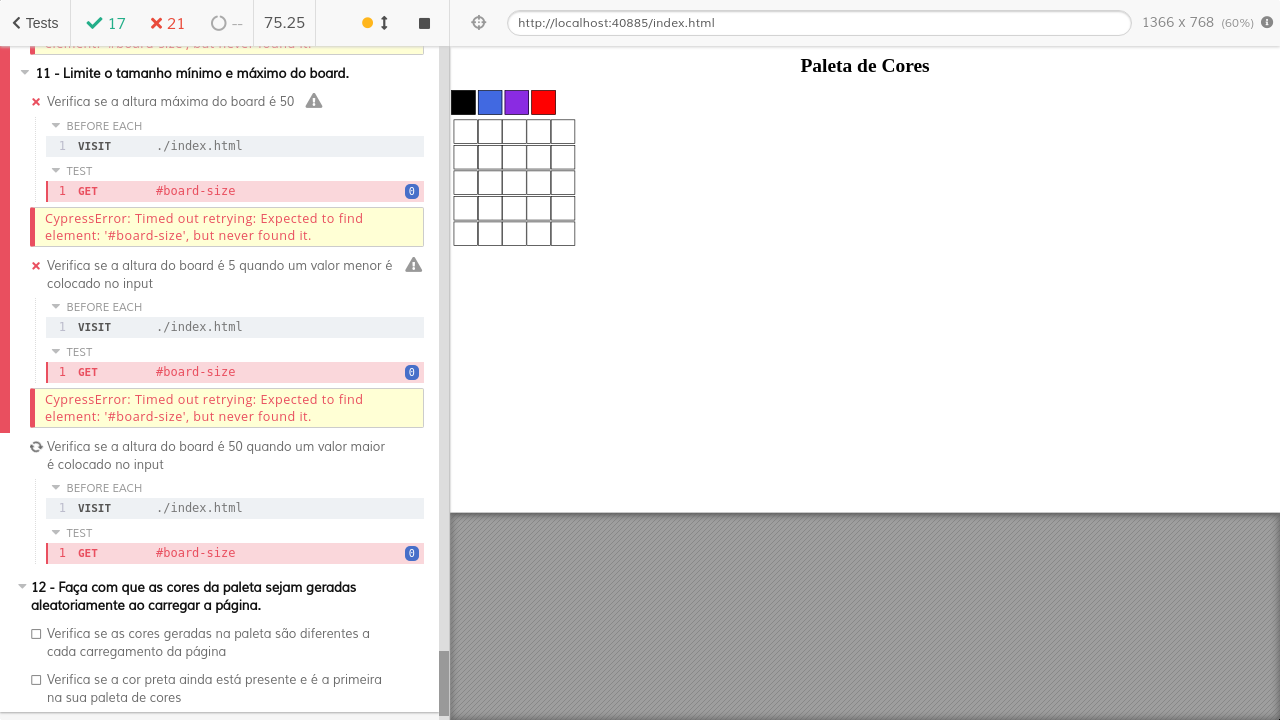 Tests 17 21 -- 75.25
http://localhost:40885/index.html 1366 x 768 (60%)
element: '#board-size', but never found it.
11 - Limite o tamanho mínimo e máximo do board.
Verifica se a altura máxima do board é 50
BEFORE EACH
1 VISIT ./index.html
TEST
1 GET #board-size 0
CypressError: Timed out retrying: Expected to find
element: '#board-size', but never found it.
Verifica se a altura do board é 5 quando um valor menor é
colocado no input
BEFORE EACH
1 VISIT ./index.html
TEST
1 GET #board-size 0
CypressError: Timed out retrying: Expected to find
element: '#board-size', but never found it.
Verifica se a altura do board é 50 quando um valor maior
é colocado no input
BEFORE EACH
1 VISIT ./index.html
TEST
1 GET #board-size 0
12 - Faça com que as cores da paleta sejam geradas
aleatoriamente ao carregar a página.
Verifica se as cores geradas na paleta são diferentes a
cada carregamento da página
Verifica se a cor preta ainda está presente e é a primeira
na sua paleta de cores
Paleta de Cores